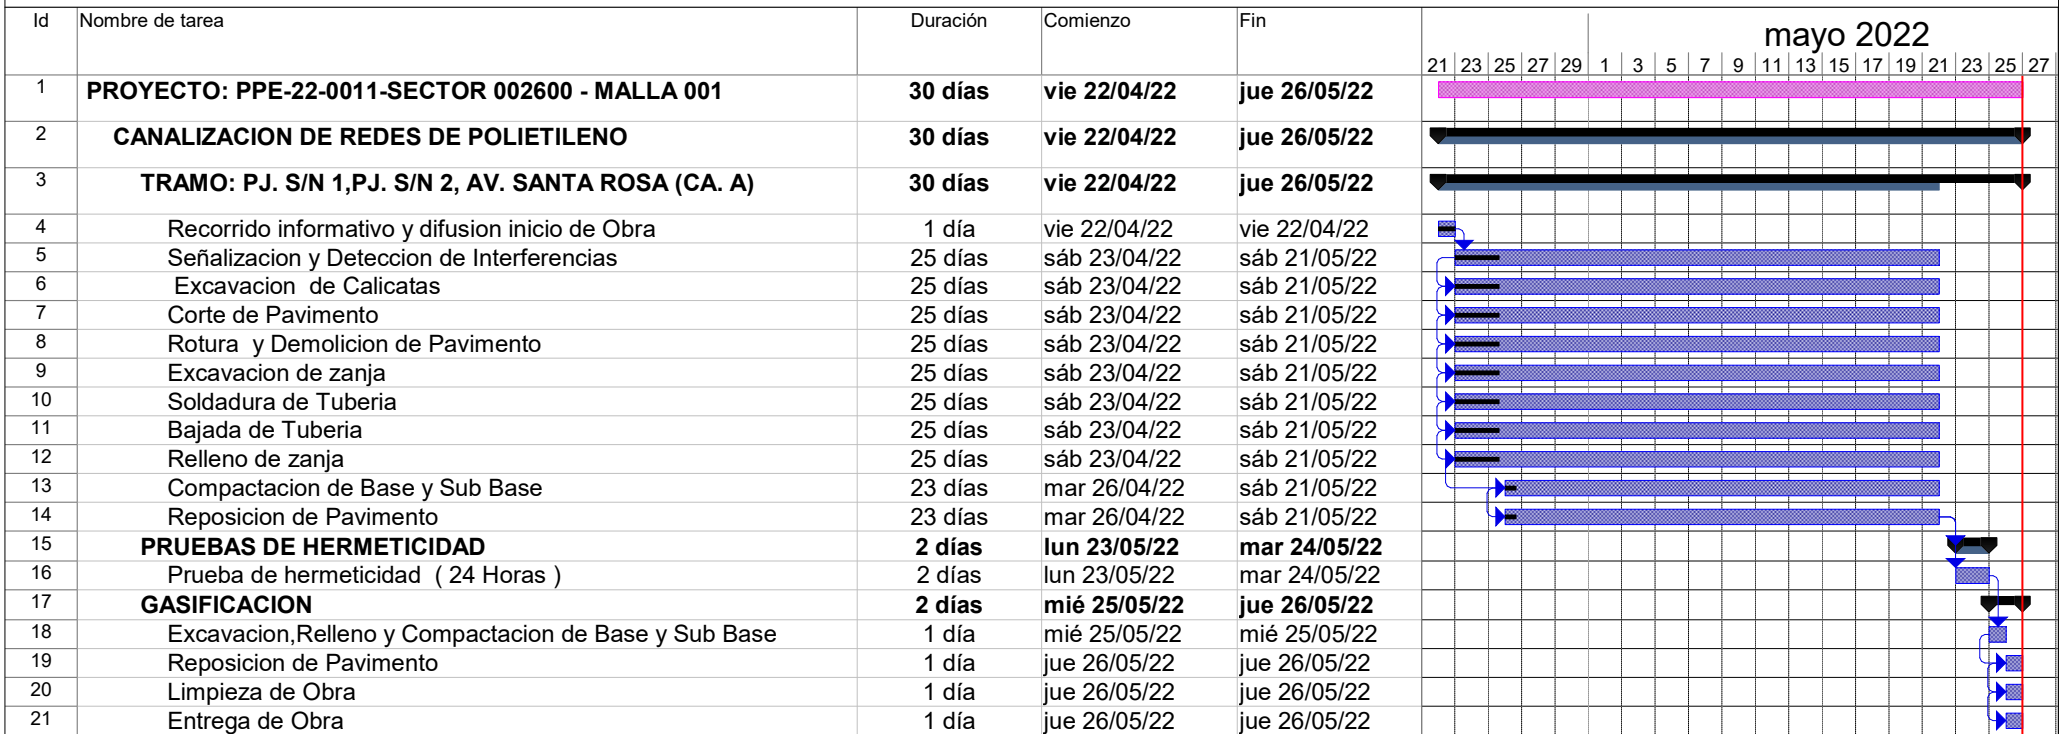 Id Nombre de tarea Duración Comienzo Fin mayo 2022
21 23 25 27 29 1 3 5 7 9 11 13 15 17 19 21 23 25 27
1 PROYECTO: PPE-22-0011-SECTOR 002600 - MALLA 001 30 días vie 22/04/22 jue 26/05/22
2 CANALIZACION DE REDES DE POLIETILENO 30 días vie 22/04/22 jue 26/05/22
3 TRAMO: PJ. S/N 1,PJ. S/N 2, AV. SANTA ROSA (CA. A) 30 días vie 22/04/22 jue 26/05/22
4 Recorrido informativo y difusion inicio de Obra 1 día vie 22/04/22 vie 22/04/22
5 Señalizacion y Deteccion de Interferencias 25 días sáb 23/04/22 sáb 21/05/22
6 Excavacion de Calicatas 25 días sáb 23/04/22 sáb 21/05/22
7 Corte de Pavimento 25 días sáb 23/04/22 sáb 21/05/22
8 Rotura y Demolicion de Pavimento 25 días sáb 23/04/22 sáb 21/05/22
9 Excavacion de zanja 25 días sáb 23/04/22 sáb 21/05/22
10 Soldadura de Tuberia 25 días sáb 23/04/22 sáb 21/05/22
11 Bajada de Tuberia 25 días sáb 23/04/22 sáb 21/05/22
12 Relleno de zanja 25 días sáb 23/04/22 sáb 21/05/22
13 Compactacion de Base y Sub Base 23 días mar 26/04/22 sáb 21/05/22
14 Reposicion de Pavimento 23 días mar 26/04/22 sáb 21/05/22
15 PRUEBAS DE HERMETICIDAD 2 días lun 23/05/22 mar 24/05/22
16 Prueba de hermeticidad ( 24 Horas ) 2 días lun 23/05/22 mar 24/05/22
17 GASIFICACION 2 días mié 25/05/22 jue 26/05/22
18 Excavacion,Relleno y Compactacion de Base y Sub Base 1 día mié 25/05/22 mié 25/05/22
19 Reposicion de Pavimento 1 día jue 26/05/22 jue 26/05/22
20 Limpieza de Obra 1 día jue 26/05/22 jue 26/05/22
21 Entrega de Obra 1 día jue 26/05/22 jue 26/05/22